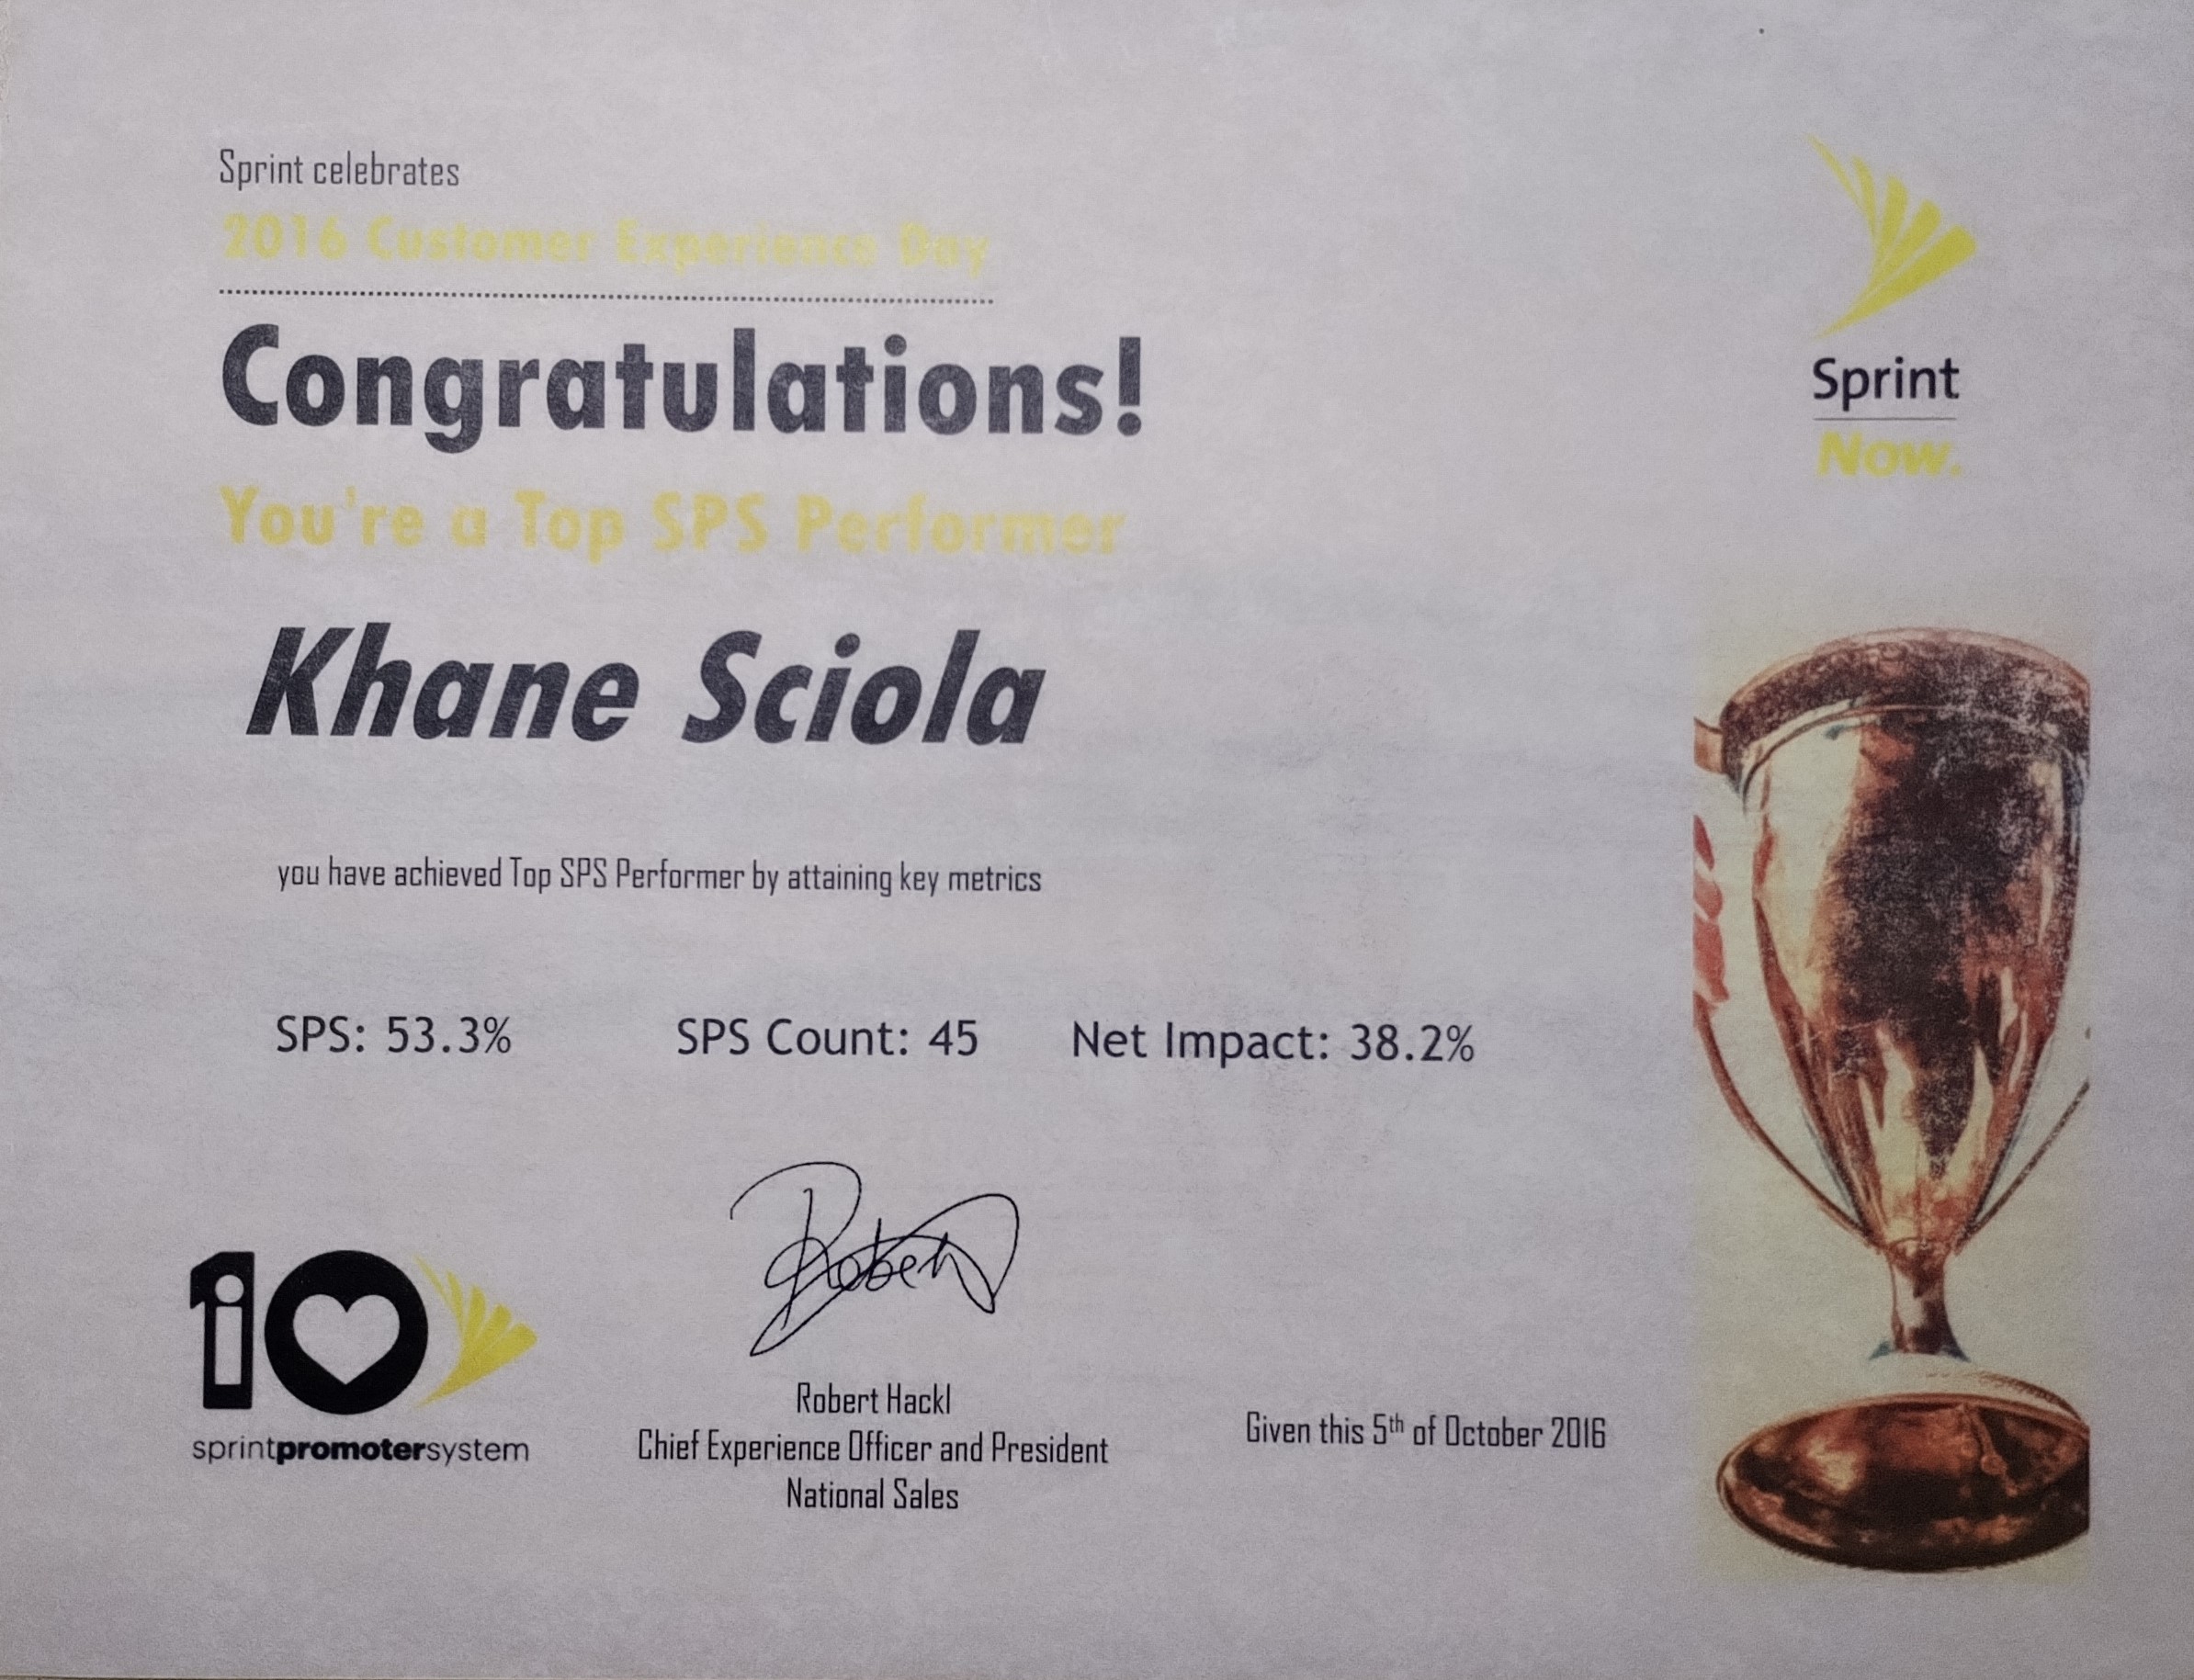 Sprint celebrates
2016 Customer Experience Day
Congratulations!
You're a Top SPS Performer
Khane Sciola
you have achieved Top SPS Performer by attaining key metrics
SPS: 53.3% SPS Count: 45 Net Impact: 38.2%
Sprint
Now.
10
sprintpromotersystem
Robert
Robert Hackl
Chief Experience Officer and President
National Sales
Given this 5th of October 2016